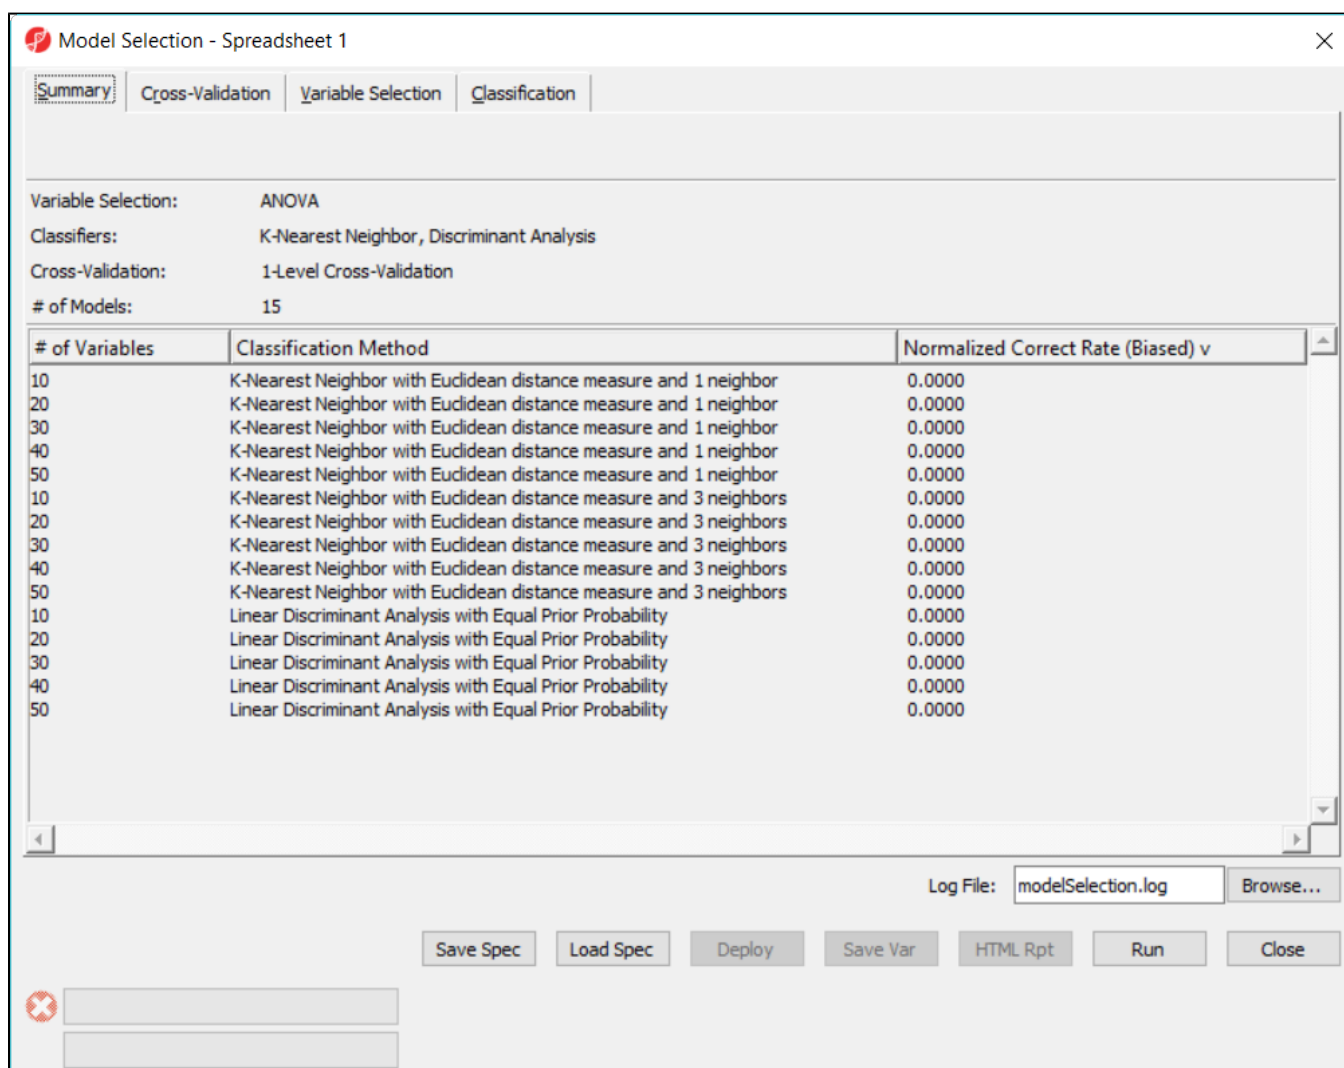 Model Selection - Spreadsheet 1
Summary Cross-Validation Variable Selection Classification
Variable Selection: ANOVA
Classifiers: K-Nearest Neighbor, Discriminant Analysis
Cross-Validation: 1-Level Cross-Validation
# of Models: 15
# of Variables Classification Method Normalized Correct Rate (Biased) v
10 K-Nearest Neighbor with Euclidean distance measure and 1 neighbor 0.0000
20 K-Nearest Neighbor with Euclidean distance measure and 1 neighbor 0.0000
30 K-Nearest Neighbor with Euclidean distance measure and 1 neighbor 0.0000
40 K-Nearest Neighbor with Euclidean distance measure and 1 neighbor 0.0000
50 K-Nearest Neighbor with Euclidean distance measure and 1 neighbor 0.0000
10 K-Nearest Neighbor with Euclidean distance measure and 3 neighbors 0.0000
20 K-Nearest Neighbor with Euclidean distance measure and 3 neighbors 0.0000
30 K-Nearest Neighbor with Euclidean distance measure and 3 neighbors 0.0000
40 K-Nearest Neighbor with Euclidean distance measure and 3 neighbors 0.0000
50 K-Nearest Neighbor with Euclidean distance measure and 3 neighbors 0.0000
10 Linear Discriminant Analysis with Equal Prior Probability 0.0000
20 Linear Discriminant Analysis with Equal Prior Probability 0.0000
30 Linear Discriminant Analysis with Equal Prior Probability 0.0000
40 Linear Discriminant Analysis with Equal Prior Probability 0.0000
50 Linear Discriminant Analysis with Equal Prior Probability 0.0000
Log File: modelSelection.log Browse...
Save Spec Load Spec Deploy Save Var HTML Rpt Run Close